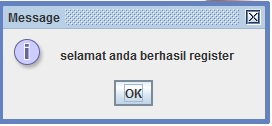 Message
selamat anda berhasil register
OK